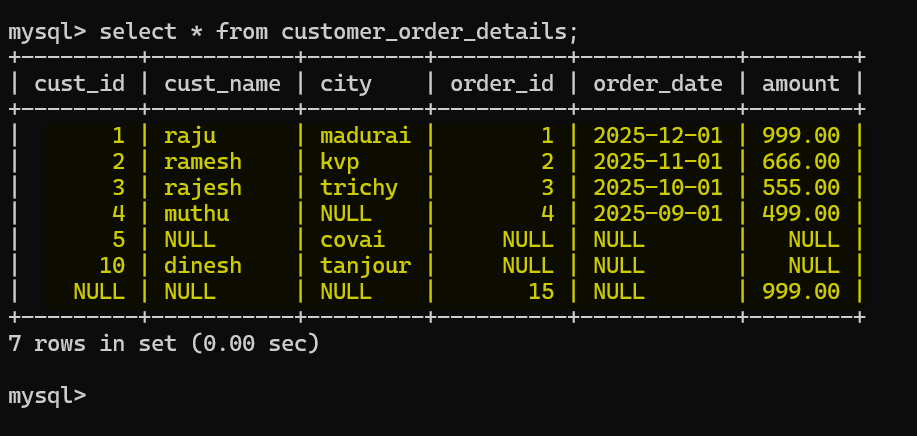 mysql> select * from customer_order_details;
+---------+-----------+---------+----------+------------+--------+
| cust_id | cust_name | city    | order_id | order_date | amount |
+---------+-----------+---------+----------+------------+--------+
|       1 | raju      | madurai |        1 | 2025-12-01 | 999.00 |
|       2 | ramesh    | kvp     |        2 | 2025-11-01 | 666.00 |
|       3 | rajesh    | trichy  |        3 | 2025-10-01 | 555.00 |
|       4 | muthu     | NULL    |        4 | 2025-09-01 | 499.00 |
|       5 | NULL      | covai   |     NULL | NULL       |   NULL |
|      10 | dinesh    | tanjour |     NULL | NULL       |   NULL |
|    NULL | NULL      | NULL    |       15 | NULL       | 999.00 |
+---------+-----------+---------+----------+------------+--------+
7 rows in set (0.00 sec)
mysql>